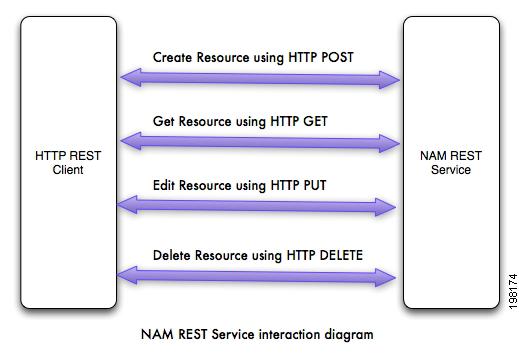 Create Resource using HTTP POST
Get Resource using HTTP GET
HTTP REST
Client
NAM REST
Service
Edit Resource using HTTP PUT
Delete Resource using HTTP DELETE
198174
NAM REST Service interaction diagram